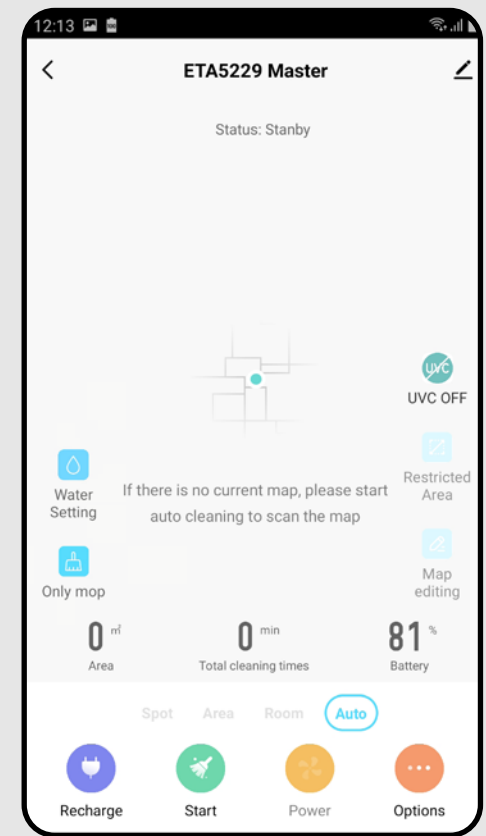 12:13
ETA5229 Master
Status: Stanby
UVC
UVC OFF
Restricted
Area
Water
Setting
If there is no current map, please start
auto cleaning to scan the map
Only mop
Map
editing
0 ㎡
Area
0 min
Total cleaning times
81 %
Battery
Spot Area Room Auto
Recharge Start Power Options